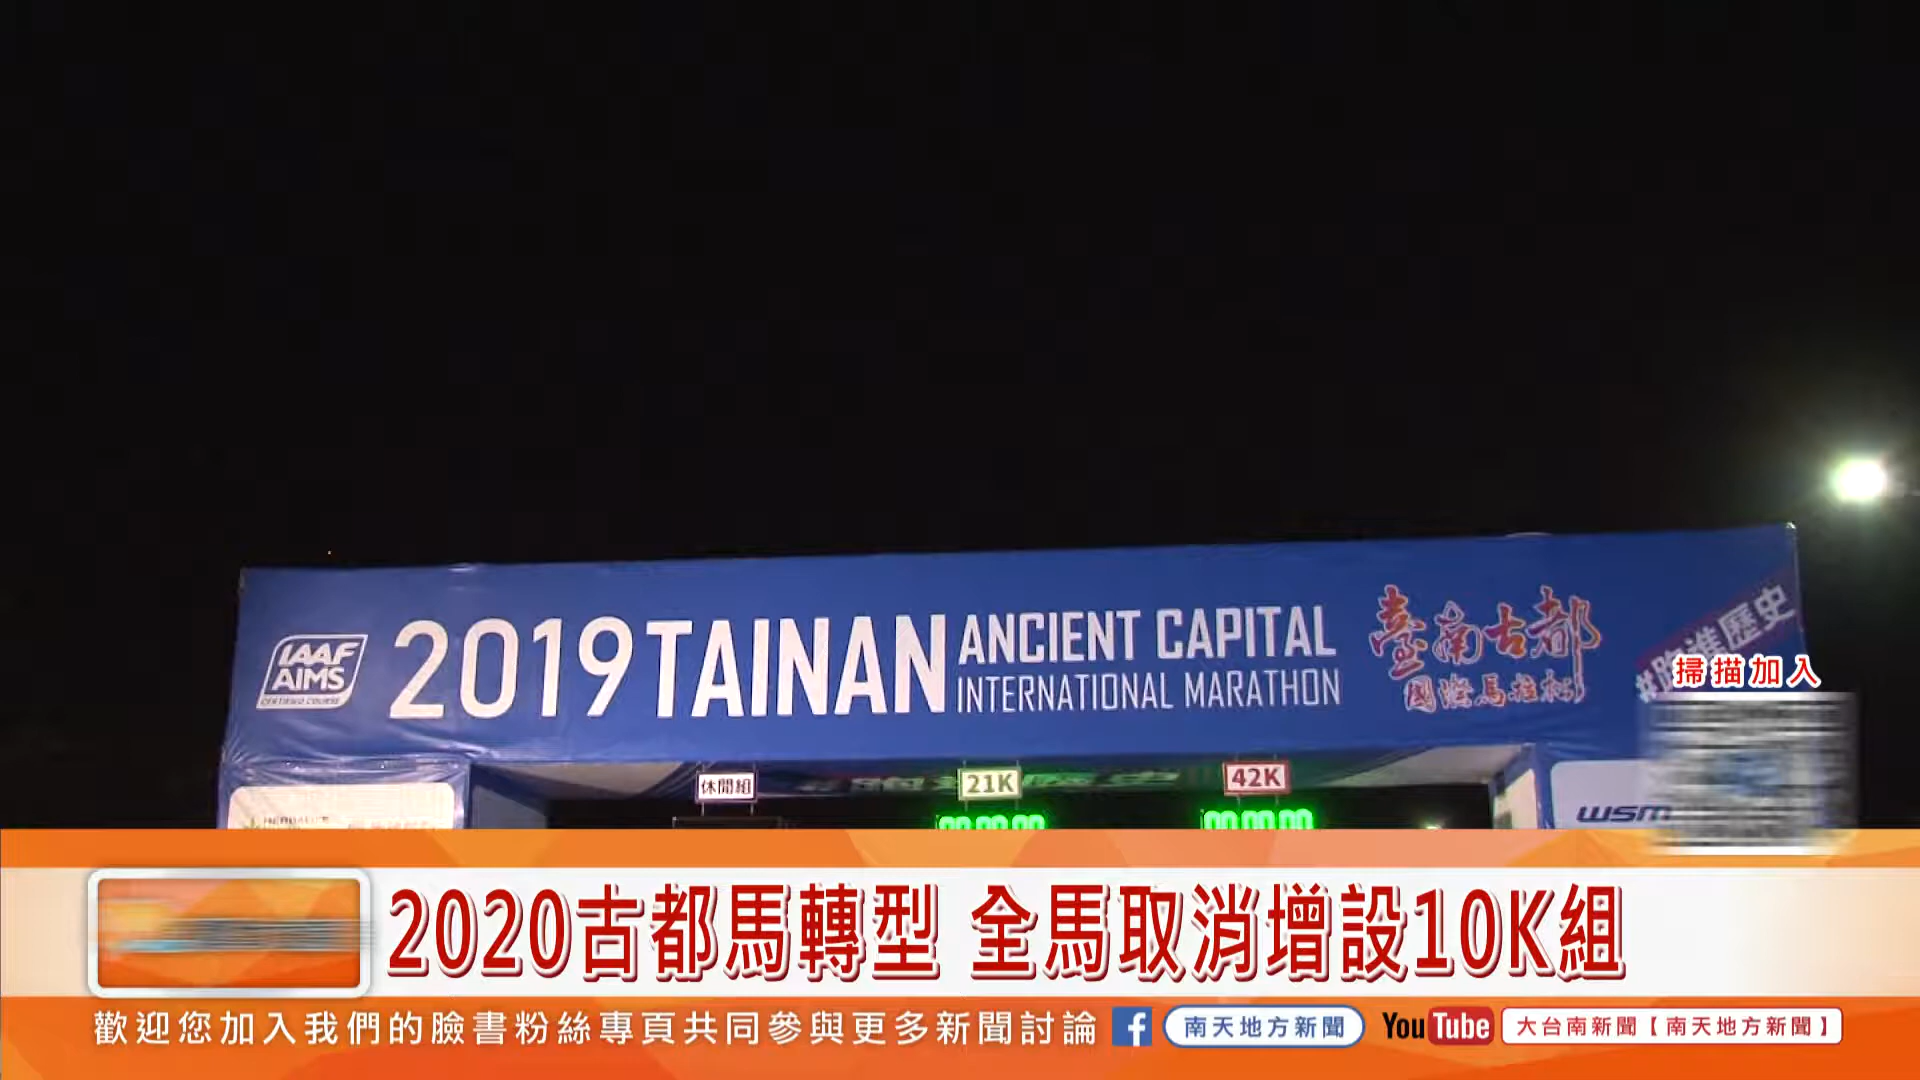 IAAF
AIMS
CERTIFIED COURSE
2019 TAINAN
ANCIENT CAPITAL
INTERNATIONAL MARATHON
臺南古都
國際馬拉松
歷史
掃描加入
休閒組
21K
42K
WSM
2020古都馬轉型 全馬取消增設10K組
歡迎您加入我們的臉書粉絲專頁共同參與更多新聞討論
南天地方新聞
YouTube
大台南新聞【南天地方新聞】